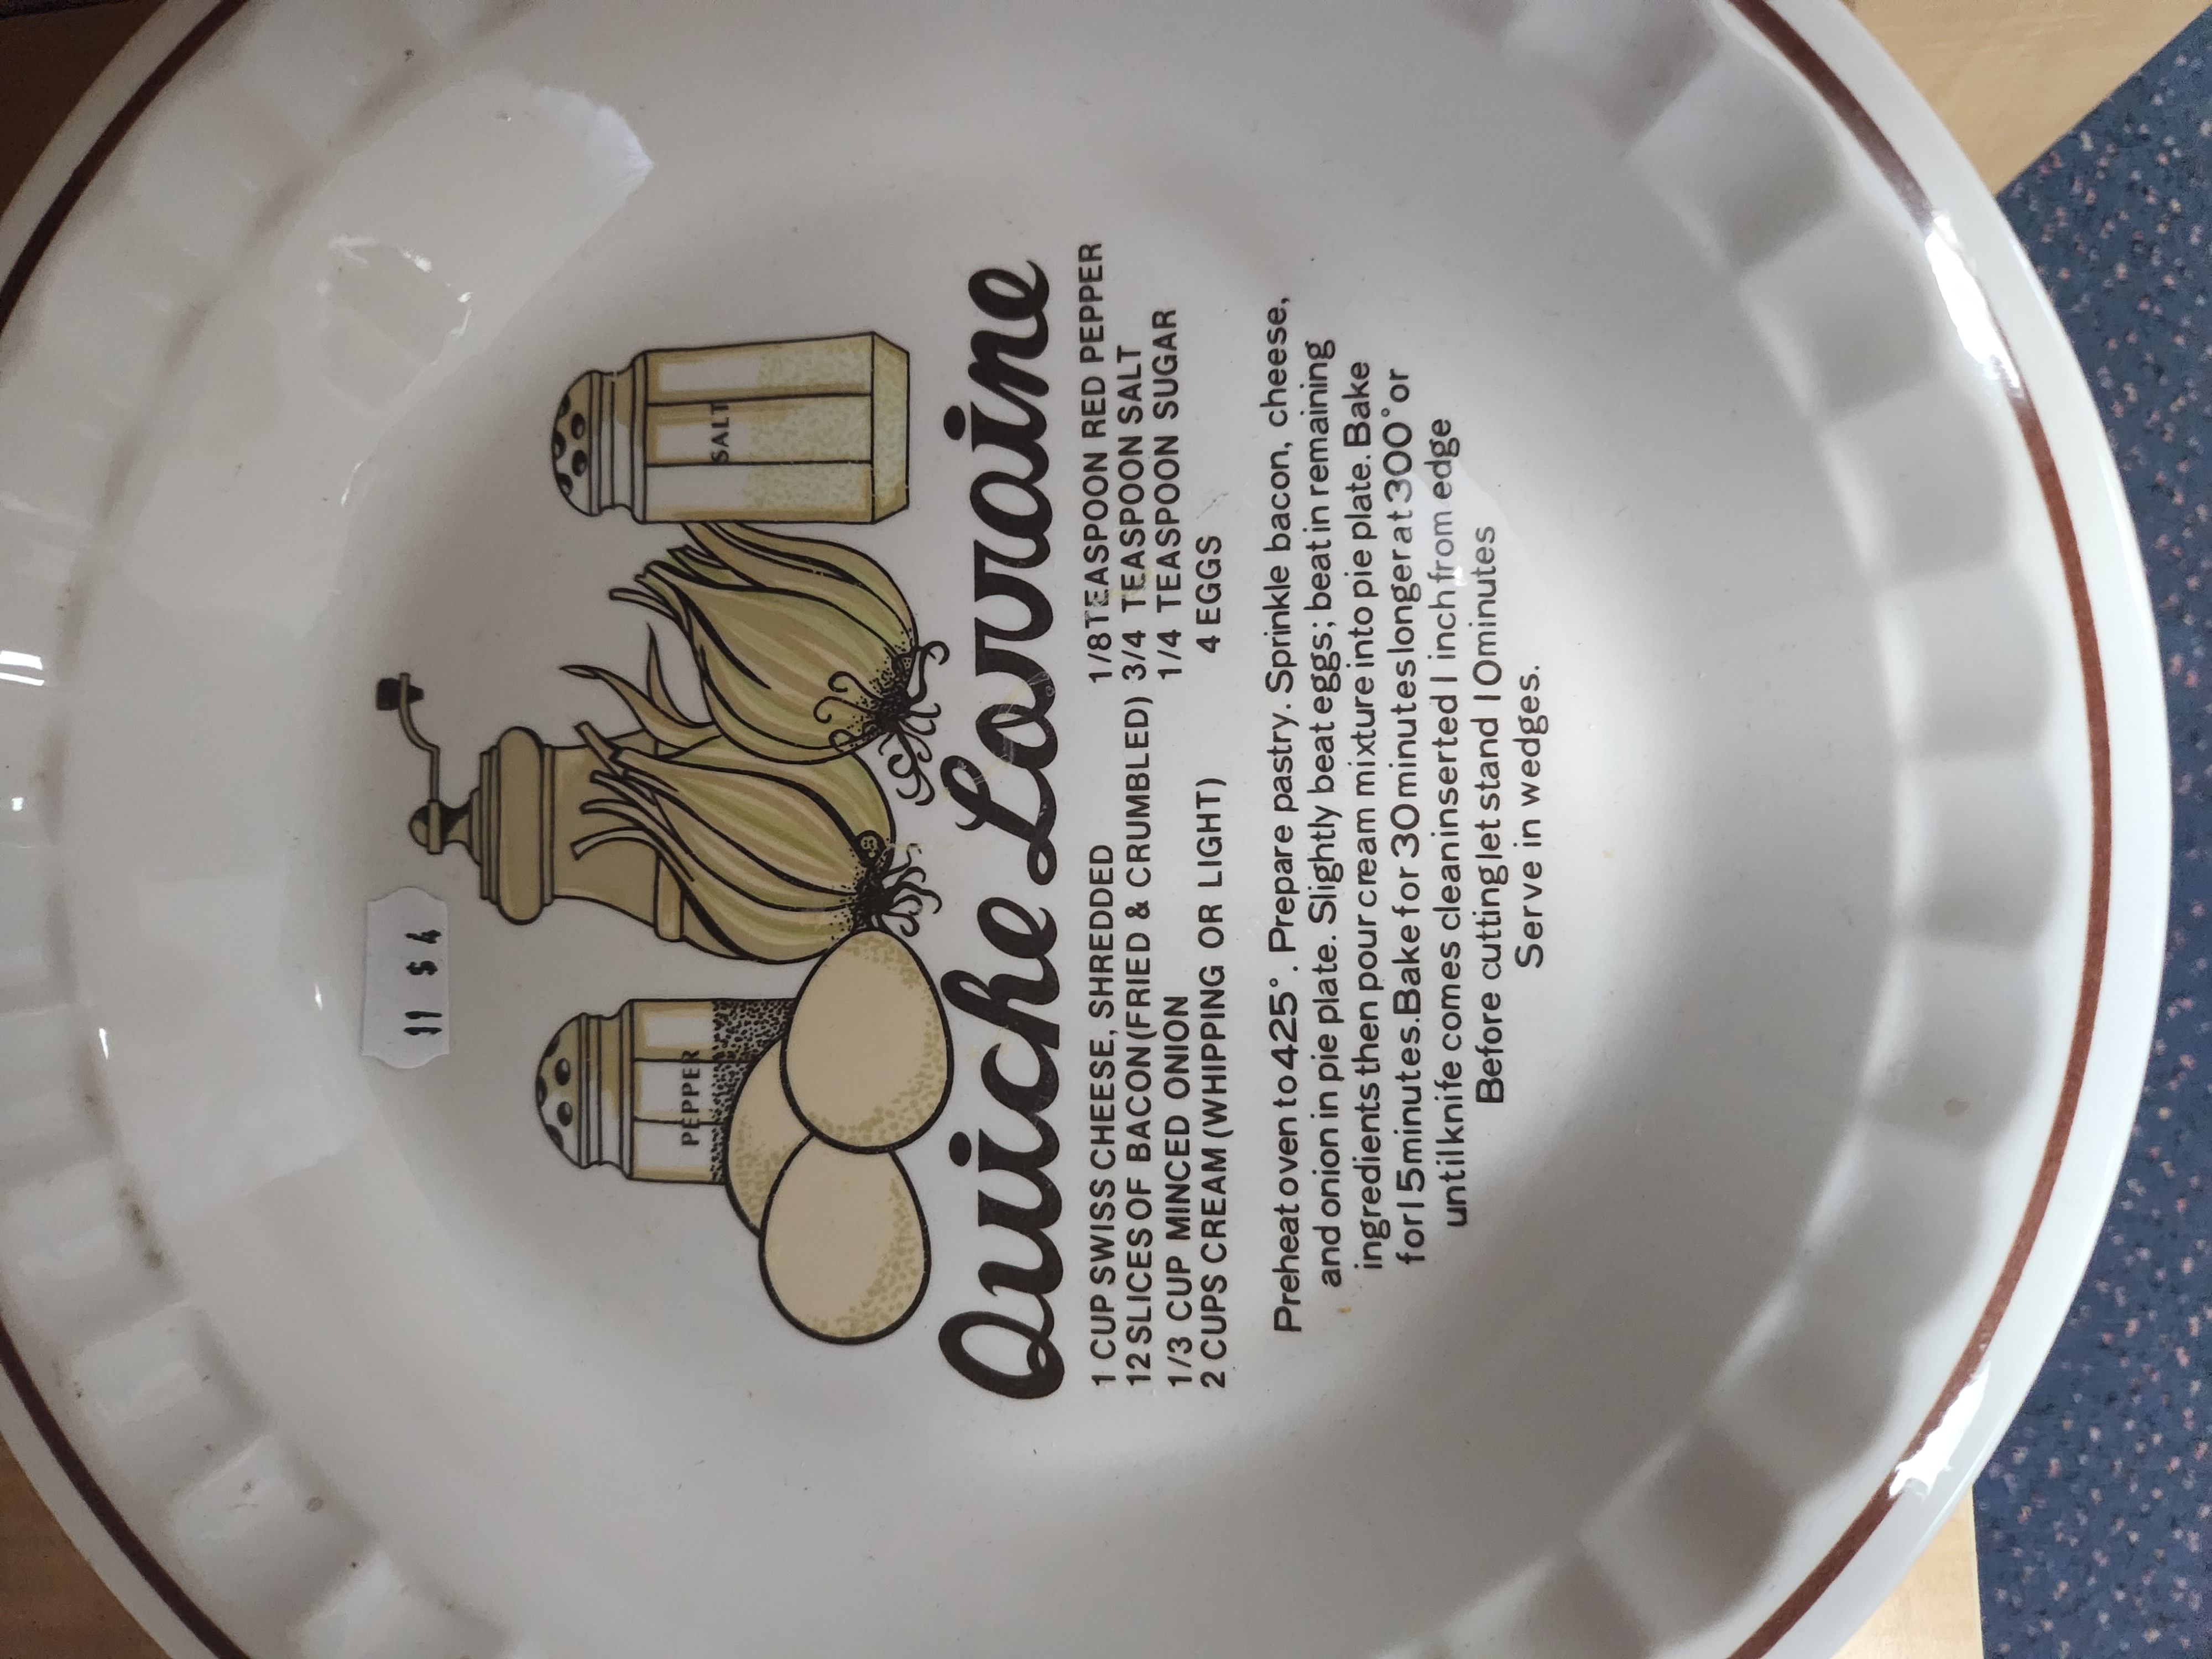 11 $4
SALT
PEPPER
Quiche Lorraine
1 CUP SWISS CHEESE, SHREDDED 1/8 TEASPOON RED PEPPER
12 SLICES OF BACON (FRIED & CRUMBLED) 3/4 TEASPOON SALT
1/3 CUP MINCED ONION 1/4 TEASPOON SUGAR
2 CUPS CREAM (WHIPPING OR LIGHT) 4 EGGS
Preheat oven to 425°. Prepare pastry. Sprinkle bacon, cheese,
and onion in pie plate. Slightly beat eggs; beat in remaining
ingredients then pour cream mixture into pie plate. Bake
for 15 minutes. Bake for 30 minutes longer at 300° or
until knife comes clean inserted 1 inch from edge
Before cutting let stand 10 minutes
Serve in wedges.